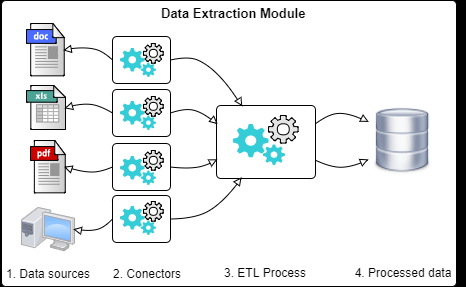 Data Extraction Module
doc
xls
pdf
1. Data sources
2. Conectors
3. ETL Process
4. Processed data